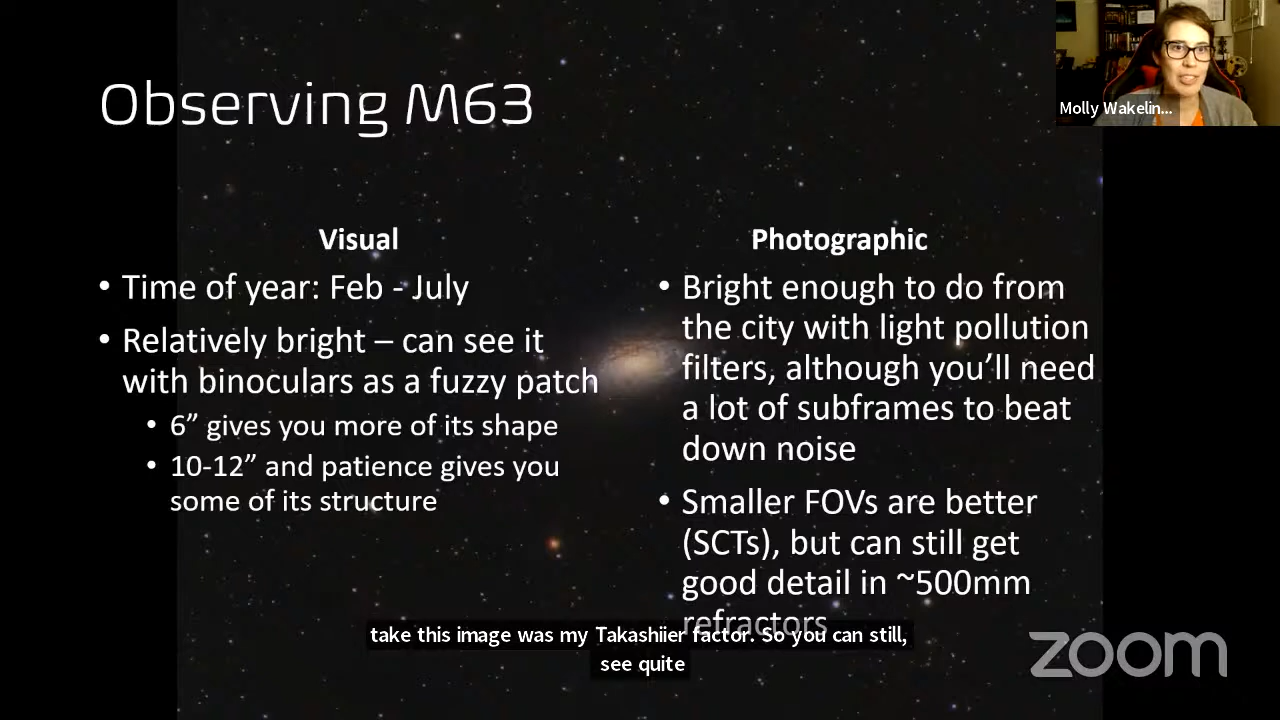 Observing M63
Molly Wakelin...
Visual
• Time of year: Feb - July
• Relatively bright – can see it
with binoculars as a fuzzy patch
• 6” gives you more of its shape
• 10-12” and patience gives you
some of its structure
Photographic
• Bright enough to do from
the city with light pollution
filters, although you’ll need
a lot of subframes to beat
down noise
• Smaller FOVs are better
(SCTs), but can still get
good detail in ~500mm
refractors
take this image was my Takashiier factor. So you can still,
see quite
zoom